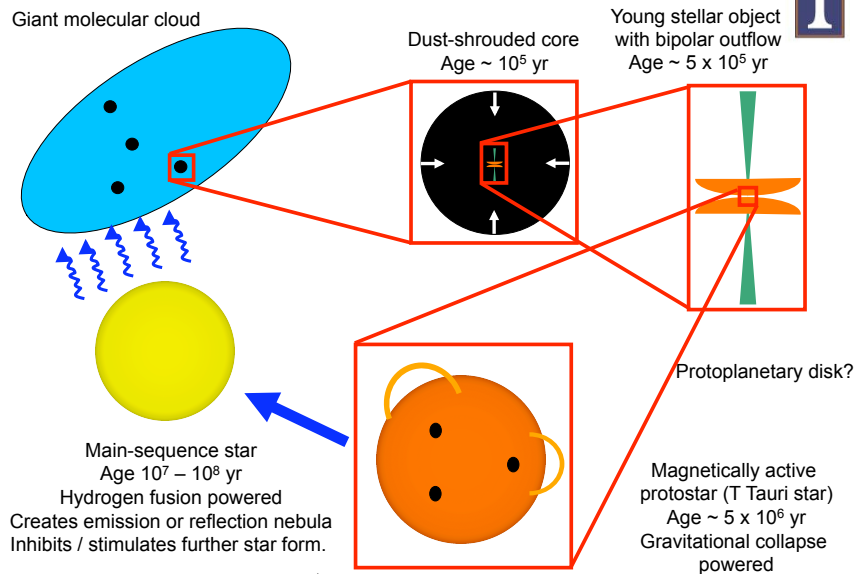 Giant molecular cloud
Dust-shrouded core
Age ~ 10⁵ yr
Young stellar object
with bipolar outflow
Age ~ 5 x 10⁵ yr
I
Protoplanetary disk?
Main-sequence star
Age 10⁷ – 10⁸ yr
Hydrogen fusion powered
Creates emission or reflection nebula
Inhibits / stimulates further star form.
Magnetically active
protostar (T Tauri star)
Age ~ 5 x 10⁶ yr
Gravitational collapse
powered